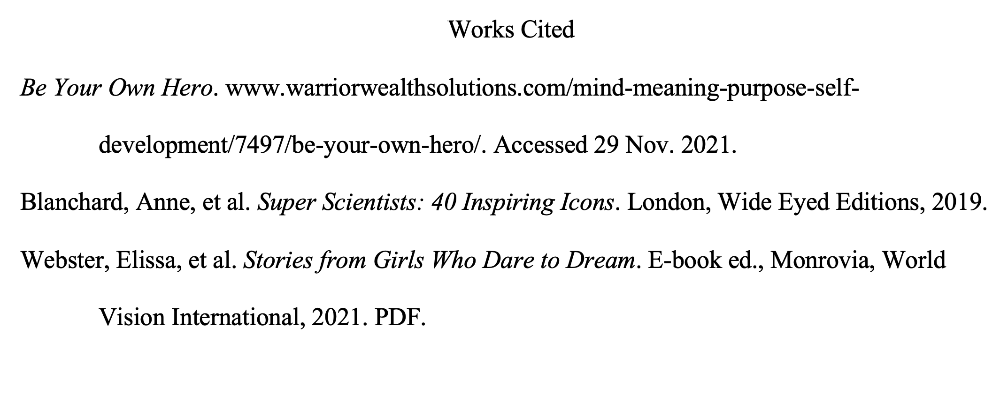 Works Cited
Be Your Own Hero. www.warriorwealthsolutions.com/mind-meaning-purpose-self-
development/7497/be-your-own-hero/. Accessed 29 Nov. 2021.
Blanchard, Anne, et al. Super Scientists: 40 Inspiring Icons. London, Wide Eyed Editions, 2019.
Webster, Elissa, et al. Stories from Girls Who Dare to Dream. E-book ed., Monrovia, World
Vision International, 2021. PDF.